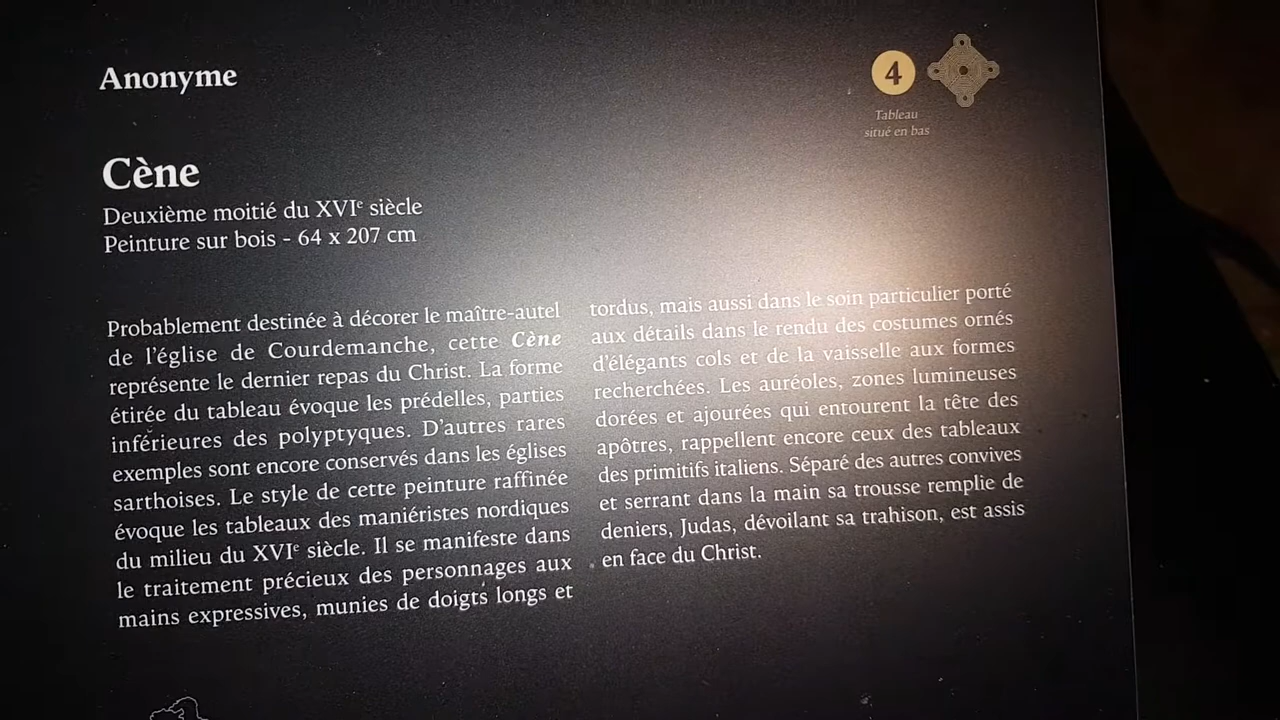 Anonyme
4
Tableau
situé en bas
Cène
Deuxième moitié du XVIe siècle
Peinture sur bois - 64 x 207 cm
Probablement destinée à décorer le maître-autel
de l'église de Courdemanche, cette Cène
représente le dernier repas du Christ. La forme
étirée du tableau évoque les prédelles, parties
inférieures des polyptyques. D'autres rares
exemples sont encore conservés dans les églises
sarthoises. Le style de cette peinture raffinée
évoque les tableaux des maniéristes nordiques
du milieu du XVIe siècle. Il se manifeste dans
le traitement précieux des personnages aux
mains expressives, munies de doigts longs et
tordus, mais aussi dans le soin particulier porté
aux détails dans le rendu des costumes ornés
d'élégants cols et de la vaisselle aux formes
recherchées. Les auréoles, zones lumineuses
dorées et ajourées qui entourent la tête des
apôtres, rappellent encore ceux des tableaux
des primitifs italiens. Séparé des autres convives
et serrant dans la main sa trousse remplie de
deniers, Judas, dévoilant sa trahison, est assis
en face du Christ.